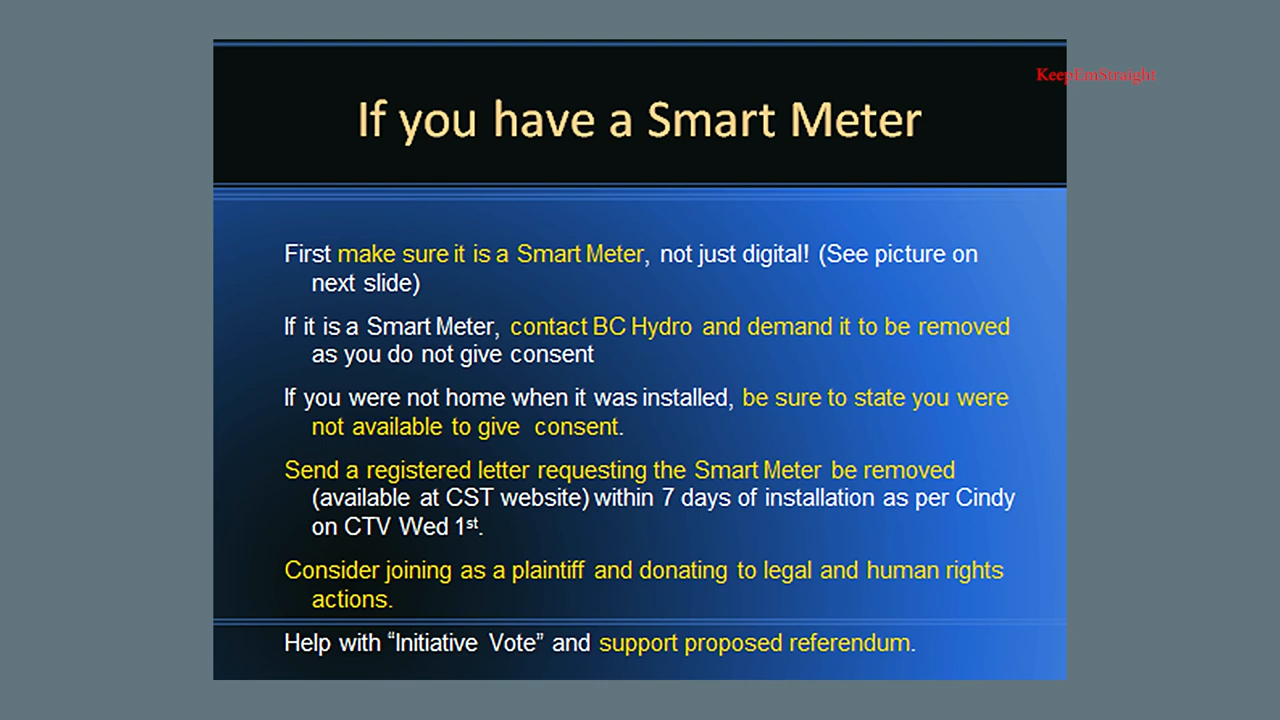 KeepEmStraight
If you have a Smart Meter
First make sure it is a Smart Meter, not just digital! (See picture on
next slide)
If it is a Smart Meter, contact BC Hydro and demand it to be removed
as you do not give consent
If you were not home when it was installed, be sure to state you were
not available to give consent.
Send a registered letter requesting the Smart Meter be removed
(available at CST website) within 7 days of installation as per Cindy
on CTV Wed 1st.
Consider joining as a plaintiff and donating to legal and human rights
actions.
Help with “Initiative Vote” and support proposed referendum.